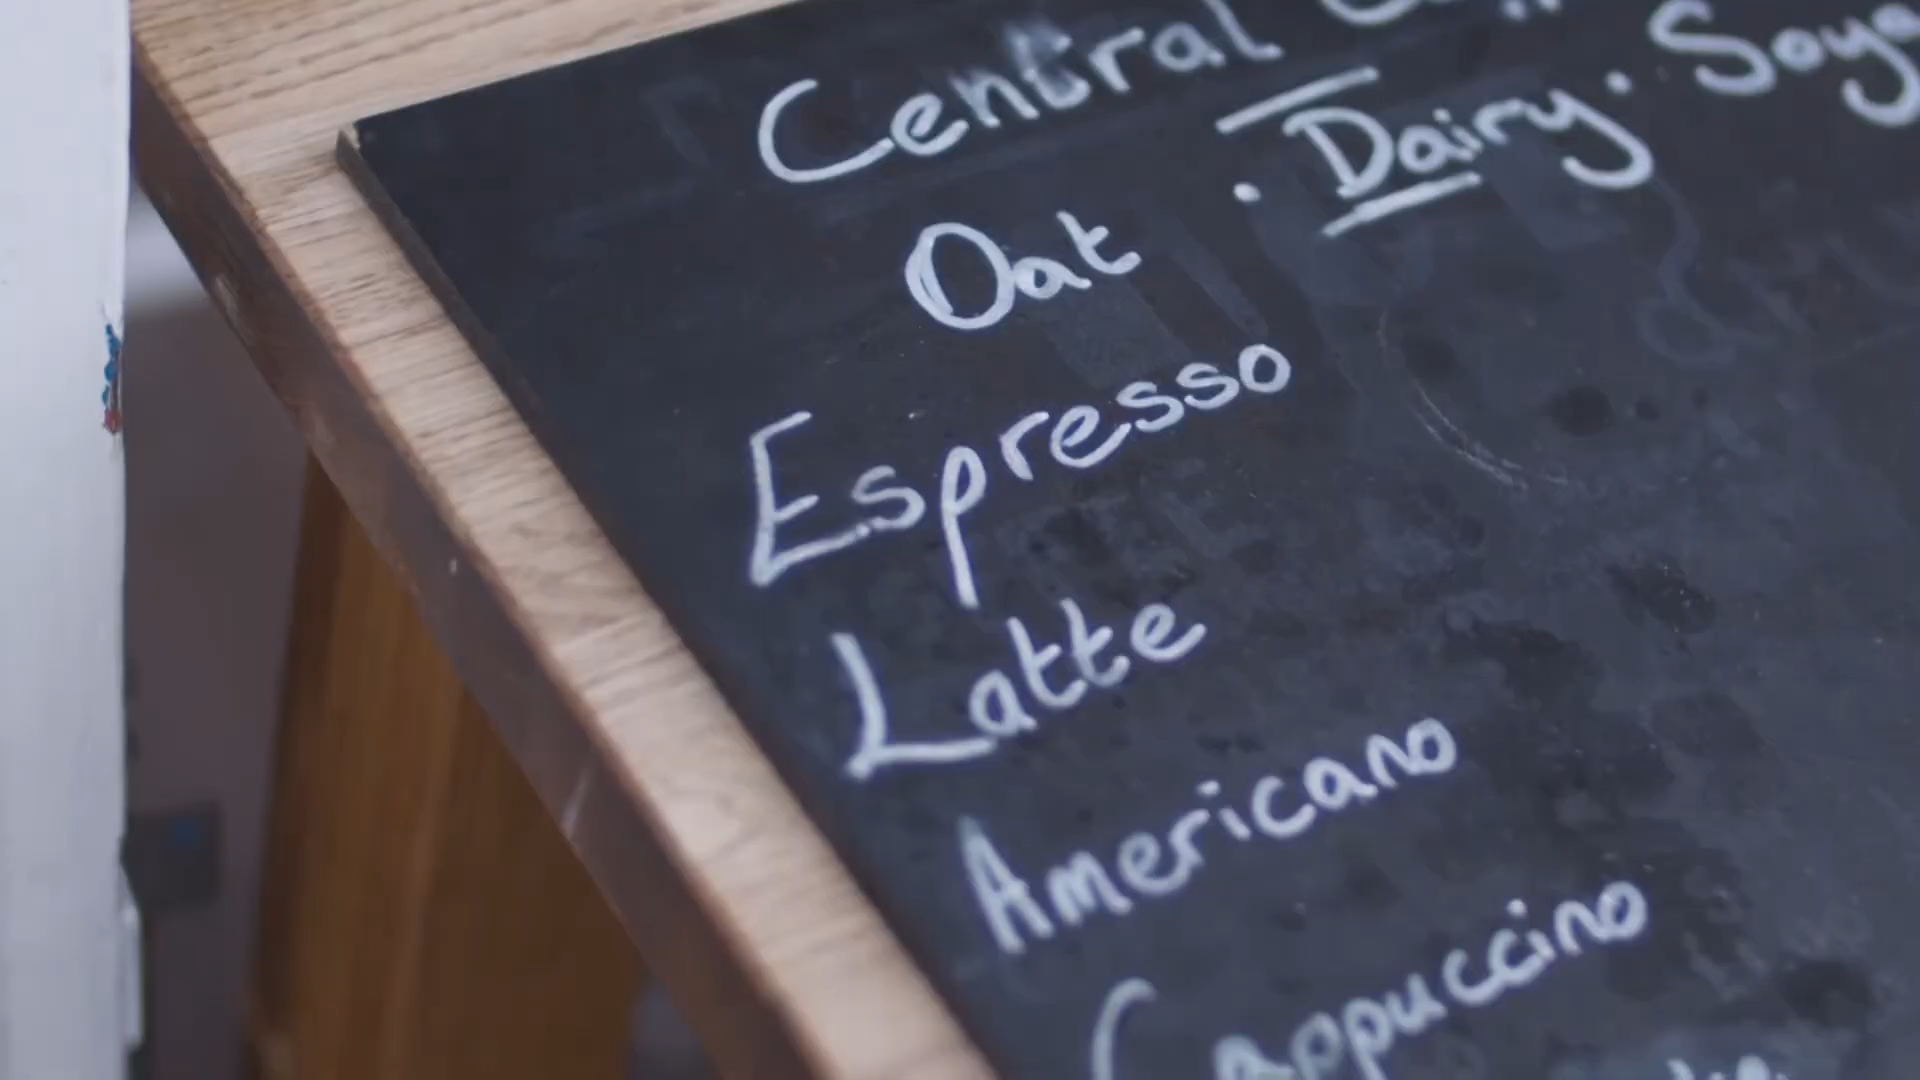 Central
Oat · Dairy · Soya
Espresso
Latte
Americano
Cappuccino